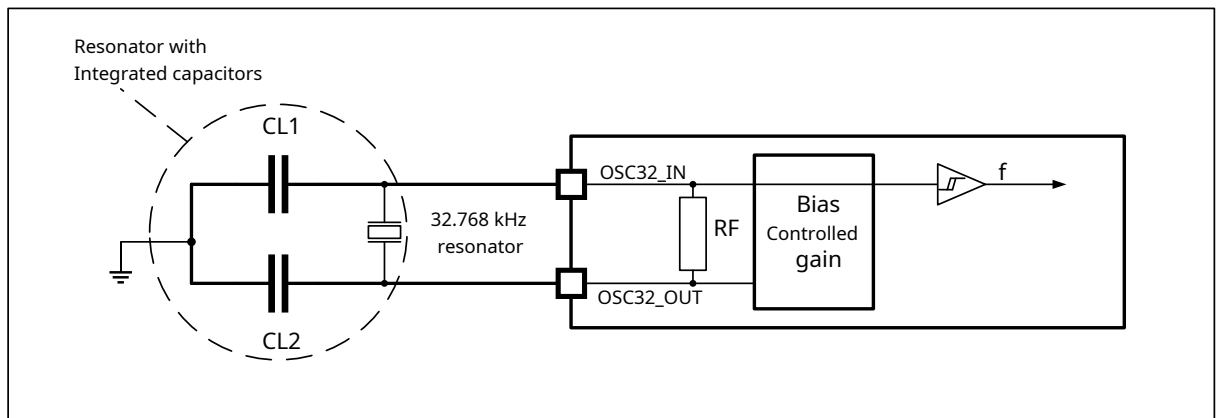 Resonator with
Integrated capacitors
CL1
OSC32_IN
f
32.768 kHz
resonator
RF
Bias
Controlled
gain
OSC32_OUT
CL2